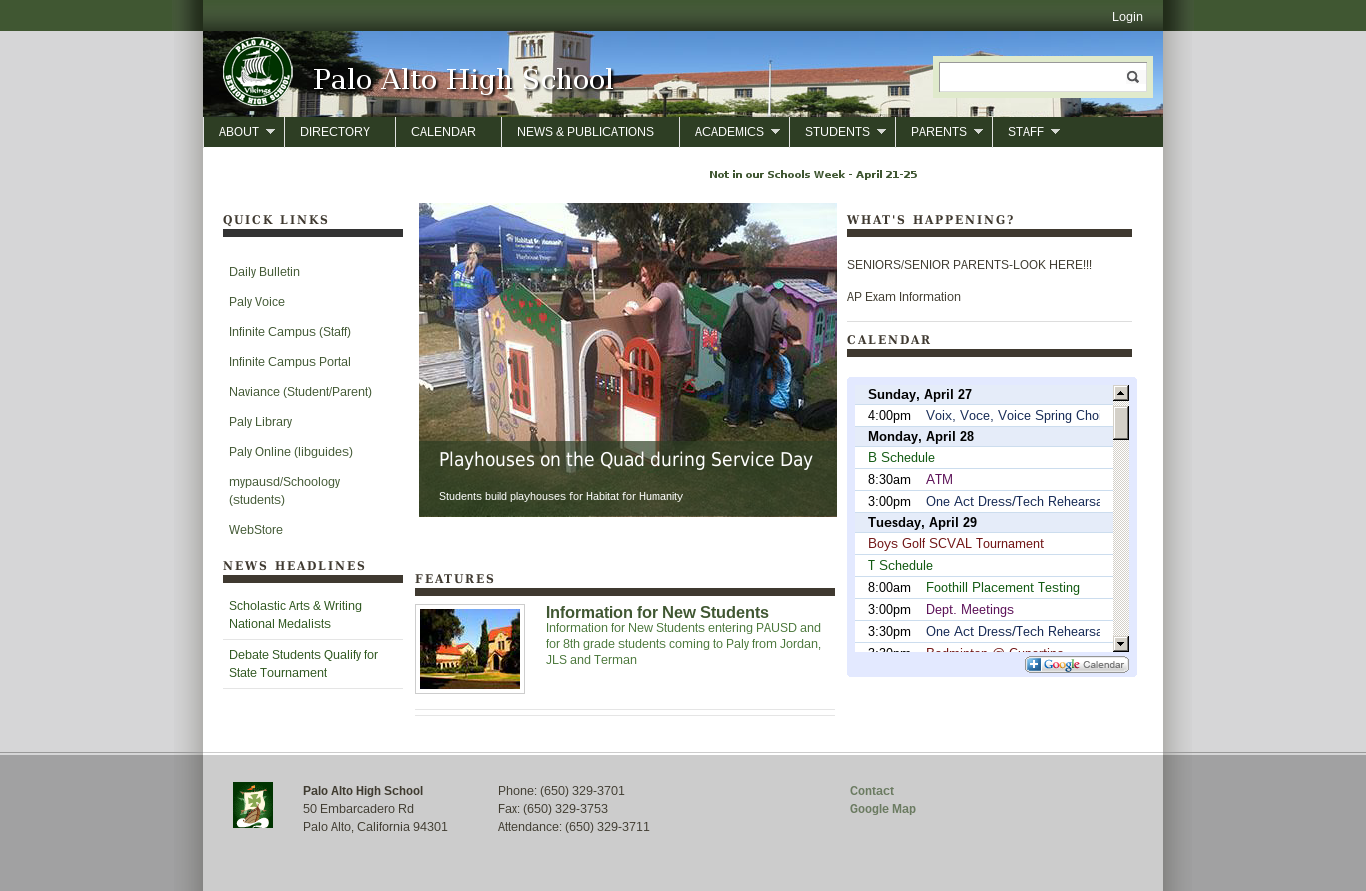 Login
PALO ALTO
Vikings
SENIOR HIGH SCHOOL
Palo Alto High School
ABOUT
DIRECTORY
CALENDAR
NEWS & PUBLICATIONS
ACADEMICS
STUDENTS
PARENTS
STAFF
Not in our Schools Week - April 21-25
QUICK LINKS
Daily Bulletin
Paly Voice
Infinite Campus (Staff)
Infinite Campus Portal
Naviance (Student/Parent)
Paly Library
Paly Online (libguides)
mypausd/Schoology
(students)
WebStore
NEWS HEADLINES
Scholastic Arts & Writing
National Medalists
Debate Students Qualify for
State Tournament
Habitat for Humanity
Playhouse Program
Playhouses on the Quad during Service Day
Students build playhouses for Habitat for Humanity
FEATURES
Information for New Students
Information for New Students entering PAUSD and
for 8th grade students coming to Paly from Jordan,
JLS and Terman
WHAT'S HAPPENING?
SENIORS/SENIOR PARENTS-LOOK HERE!!!
AP Exam Information
CALENDAR
Sunday, April 27
4:00pm Voix, Voce, Voice Spring Cho
Monday, April 28
B Schedule
8:30am ATM
3:00pm One Act Dress/Tech Rehearsa
Tuesday, April 29
Boys Golf SCVAL Tournament
T Schedule
8:00am Foothill Placement Testing
3:00pm Dept. Meetings
3:30pm One Act Dress/Tech Rehearsa
3:30pm Badminton @ Cupertino
Google Calendar
Palo Alto High School
50 Embarcadero Rd
Palo Alto, California 94301
Phone: (650) 329-3701
Fax: (650) 329-3753
Attendance: (650) 329-3711
Contact
Google Map